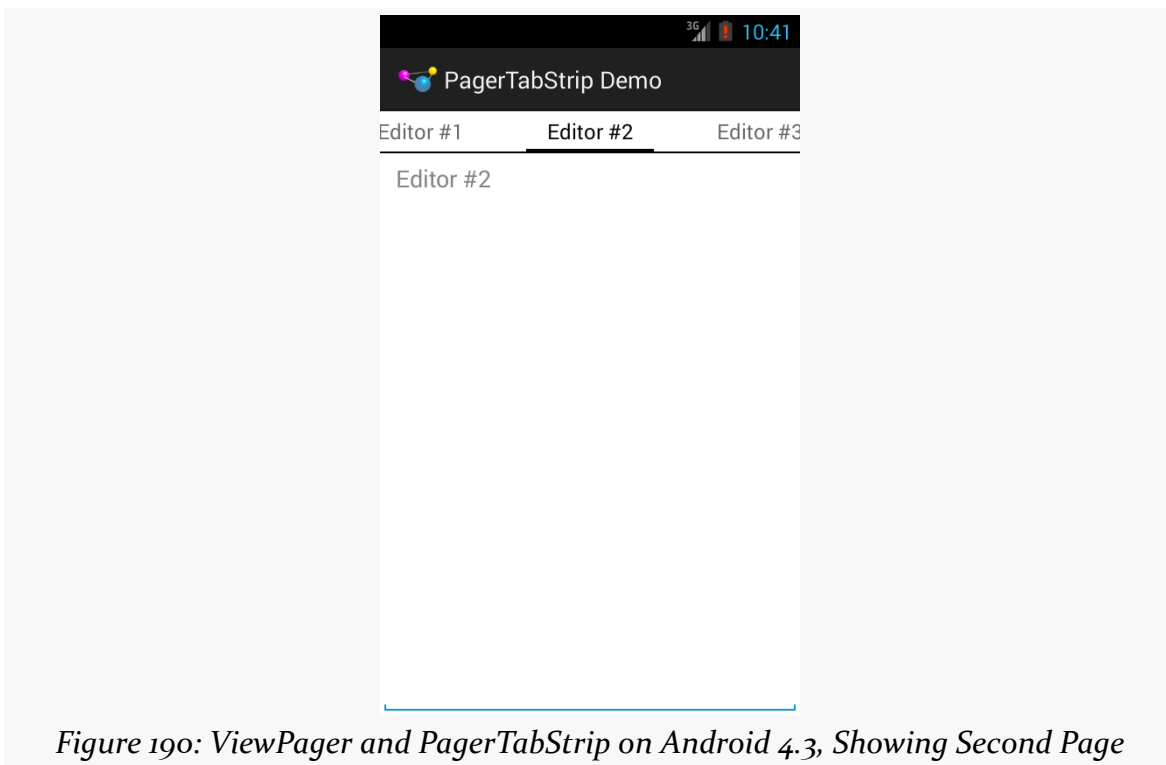 3G 10:41
PagerTabStrip Demo
Editor #1 Editor #2 Editor #3
Editor #2
Figure 190: ViewPager and PagerTabStrip on Android 4.3, Showing Second Page